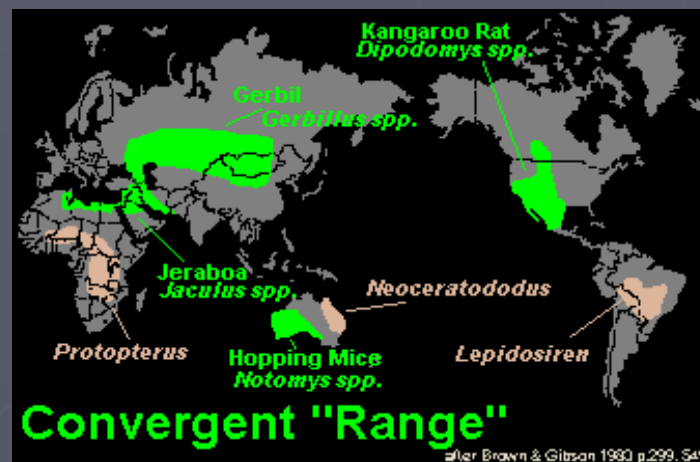 Kangaroo Rat
Dipodomys spp.
Gerbil
Gerbillus spp.
Jeraboa
Jaculus spp.
Neoceratododus
Protopterus
Lepidosiren
Hopping Mice
Notomys spp.
Convergent "Range"
after Brown & Gibson 1983 p.299,